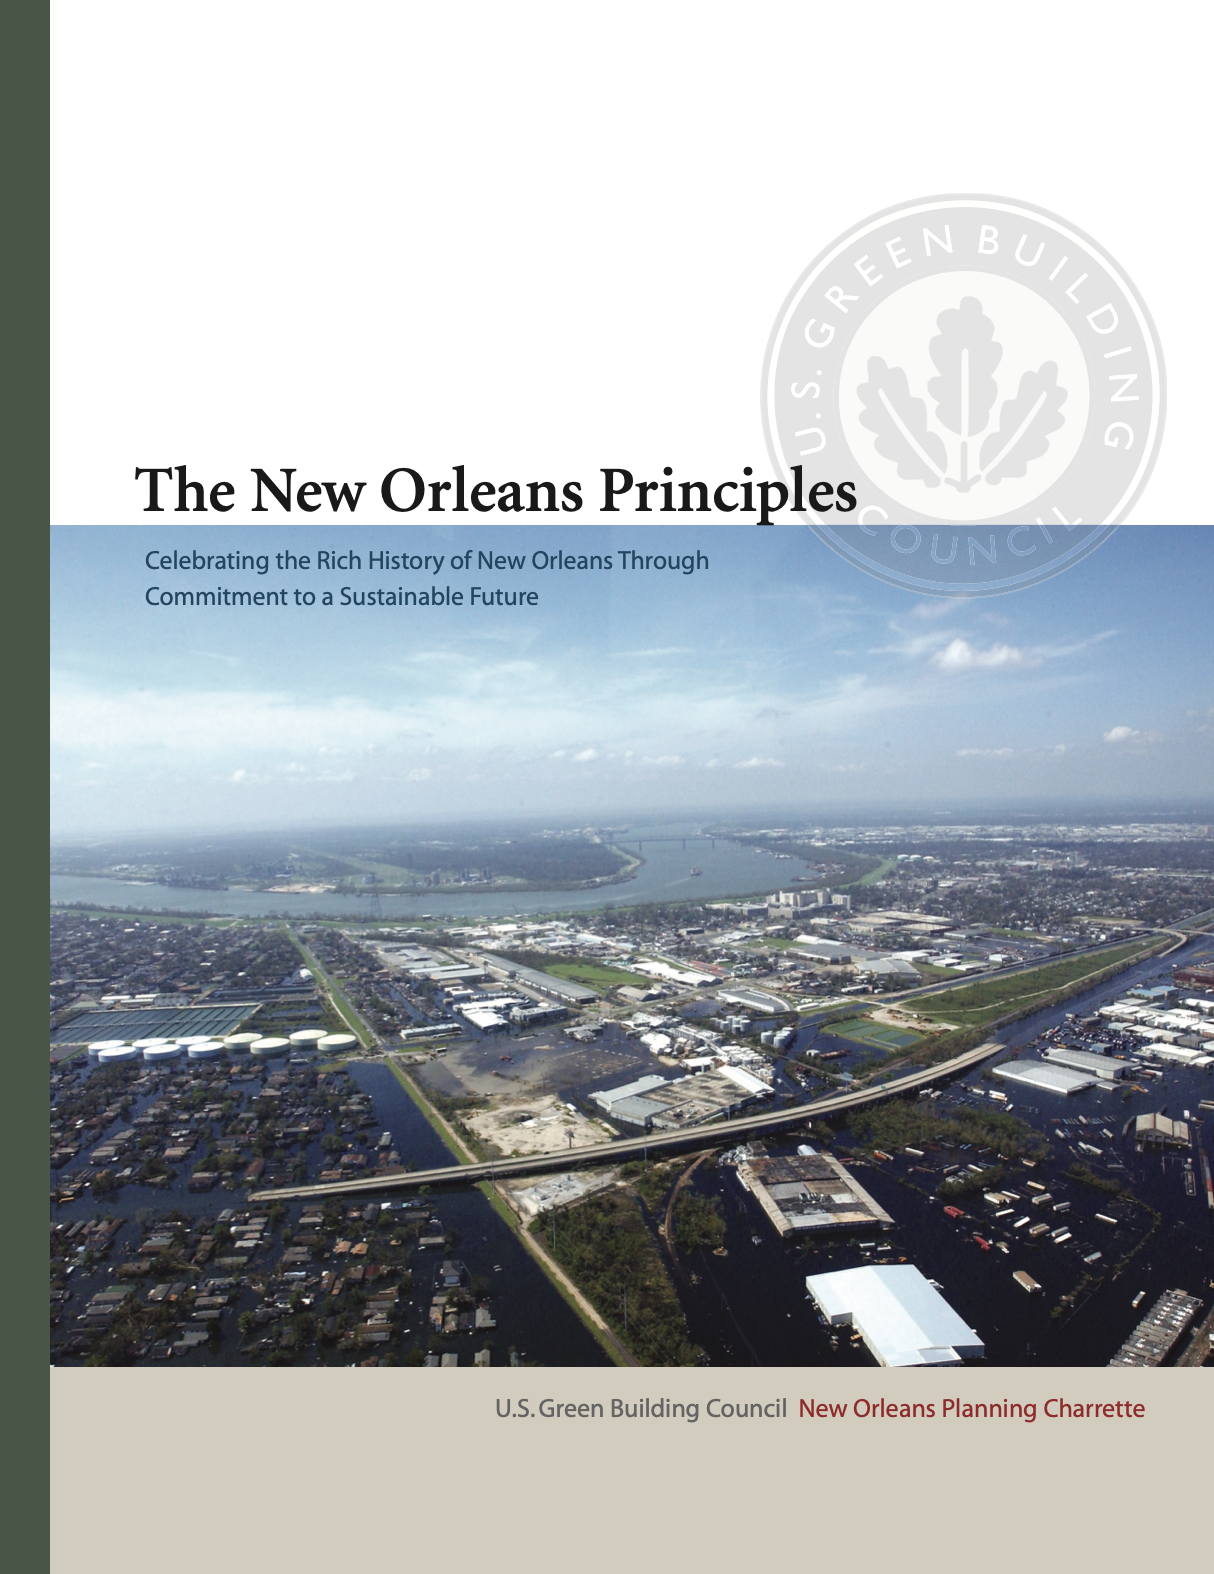 U.S. GREEN BUILDING COUNCIL
The New Orleans Principles
Celebrating the Rich History of New Orleans Through
Commitment to a Sustainable Future
U.S. Green Building Council New Orleans Planning Charrette